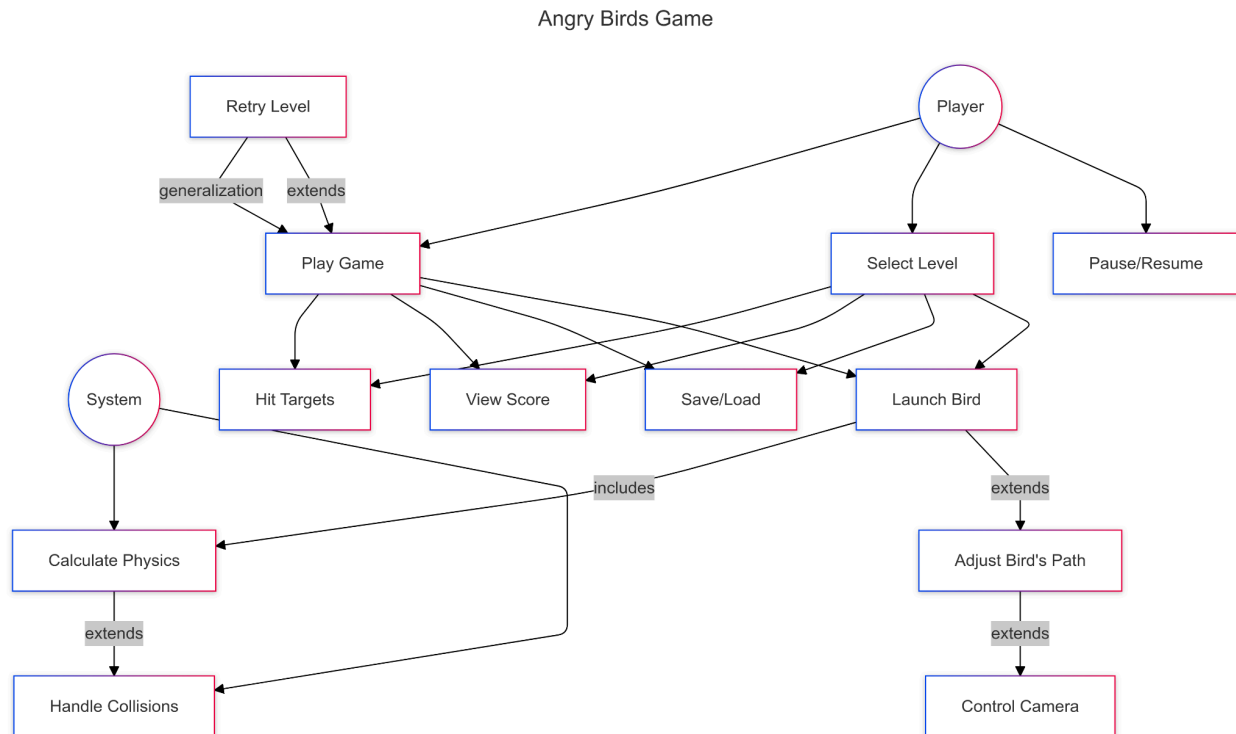 Angry Birds Game
Retry Level
Player
generalization
extends
Play Game
Select Level
Pause/Resume
System
Hit Targets
View Score
Save/Load
Launch Bird
includes
extends
Calculate Physics
Adjust Bird's Path
extends
extends
Handle Collisions
Control Camera